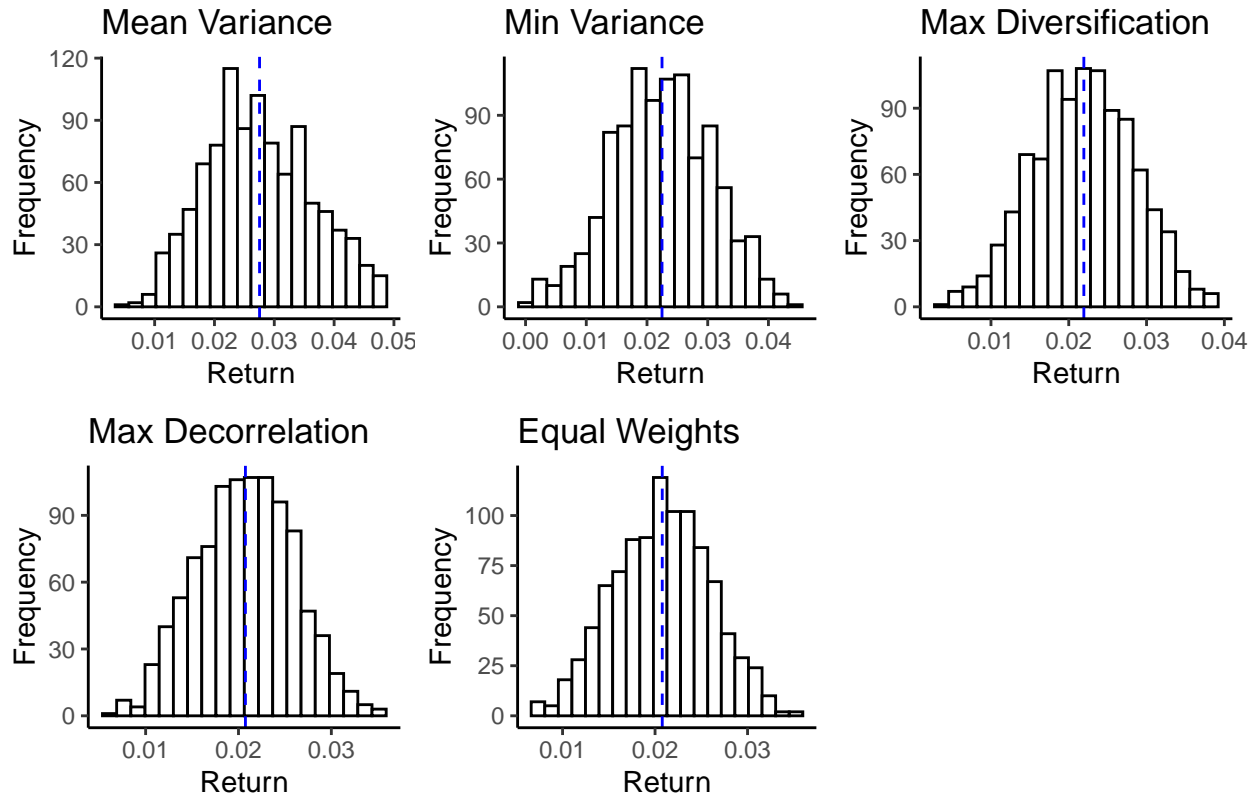 Mean Variance
120
90
60
30
0
Frequency
0.01 0.02 0.03 0.04 0.05
Return
Min Variance
90
60
30
0
Frequency
0.00 0.01 0.02 0.03 0.04
Return
Max Diversification
90
60
30
0
Frequency
0.01 0.02 0.03 0.04
Return
Max Decorrelation
90
60
30
0
Frequency
0.01 0.02 0.03
Return
Equal Weights
100
75
50
25
0
Frequency
0.01 0.02 0.03
Return